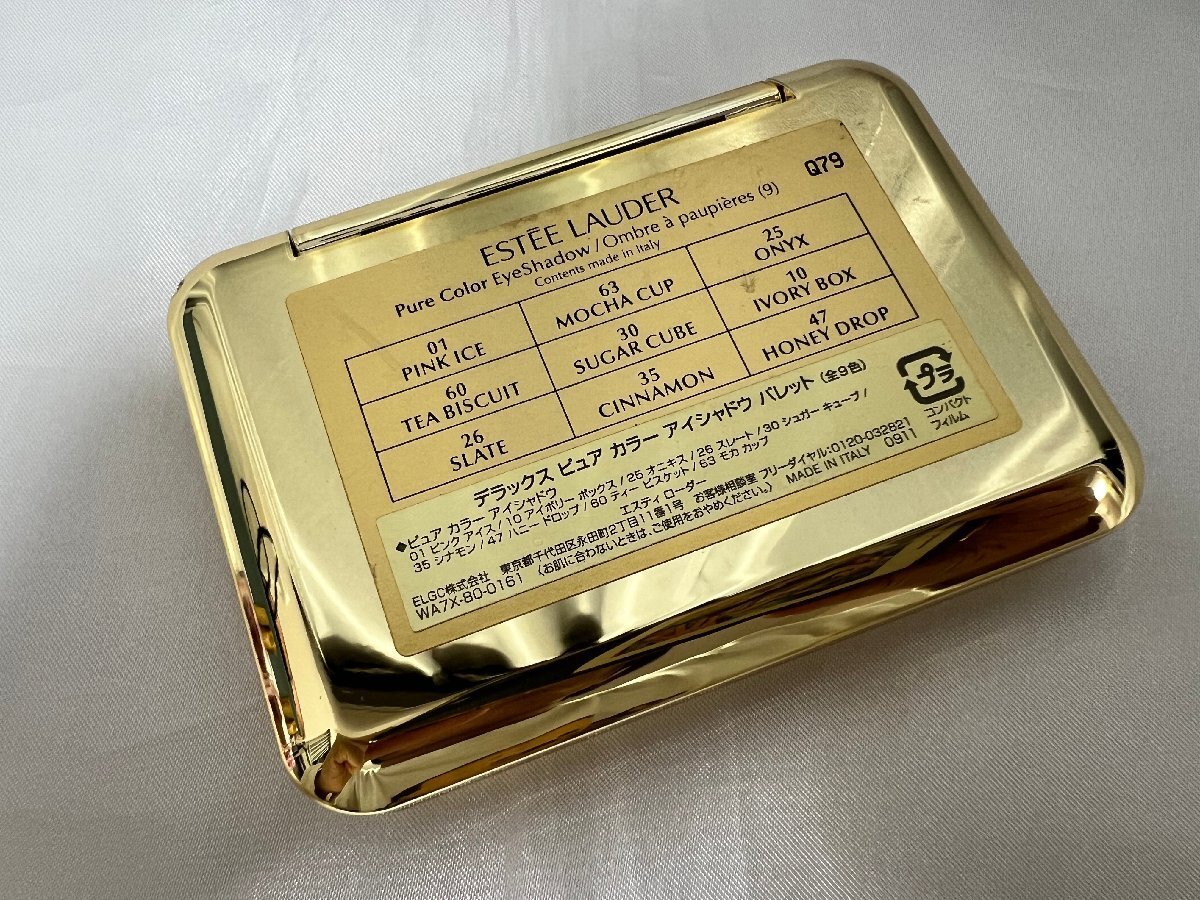 Q79
ESTĒE LAUDER
Pure Color EyeShadow / Ombre à paupières (9)
Contents made in Italy
01 63 25
PINK ICE MOCHA CUP ONYX
60 30 10
TEA BISCUIT SUGAR CUBE IVORY BOX
26 35 47
SLATE CINNAMON HONEY DROP
デラックス ピュア カラー アイシャドウ パレット (全9色)
◆ピュア カラー アイシャドウ
01 ピンク アイス / 10 アイボリー ボックス / 25 オニキス / 26 スレート / 30 シュガー キューブ /
35 シナモン / 47 ハニー ドロップ / 60 ティー ビスケット / 63 モカ カップ
エスティ ローダー
ELGC株式会社 東京都千代田区永田町2丁目11番1号 お客様相談室 フリーダイヤル:0120-032821
WA7X-80-0161 〈お肌に合わないときは、ご使用をおやめください。〉 MADE IN ITALY 0911
プラ
コンパクト
フィルム